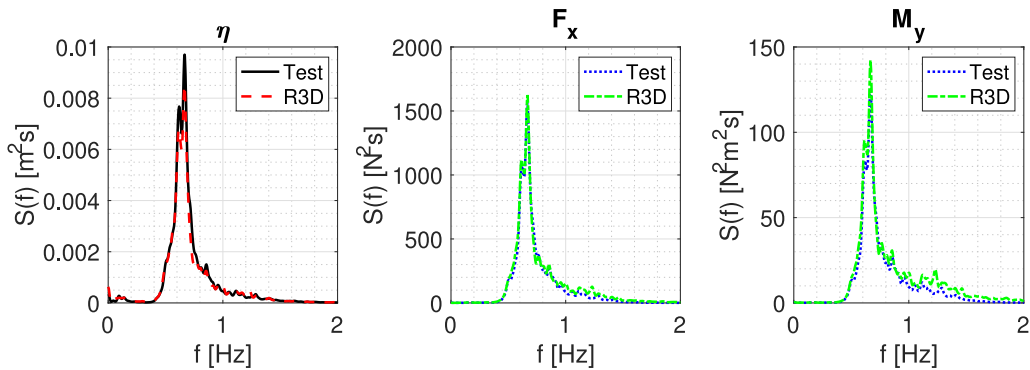 η
0.01
0.008
0.006
0.004
0.002
0
S(f) [m²s]
Test
R3D
0
1
2
f [Hz]
Fₓ
2000
1500
1000
500
0
S(f) [N²s]
Test
R3D
0
1
2
f [Hz]
M_y
150
100
50
0
S(f) [N²m²s]
Test
R3D
0
1
2
f [Hz]